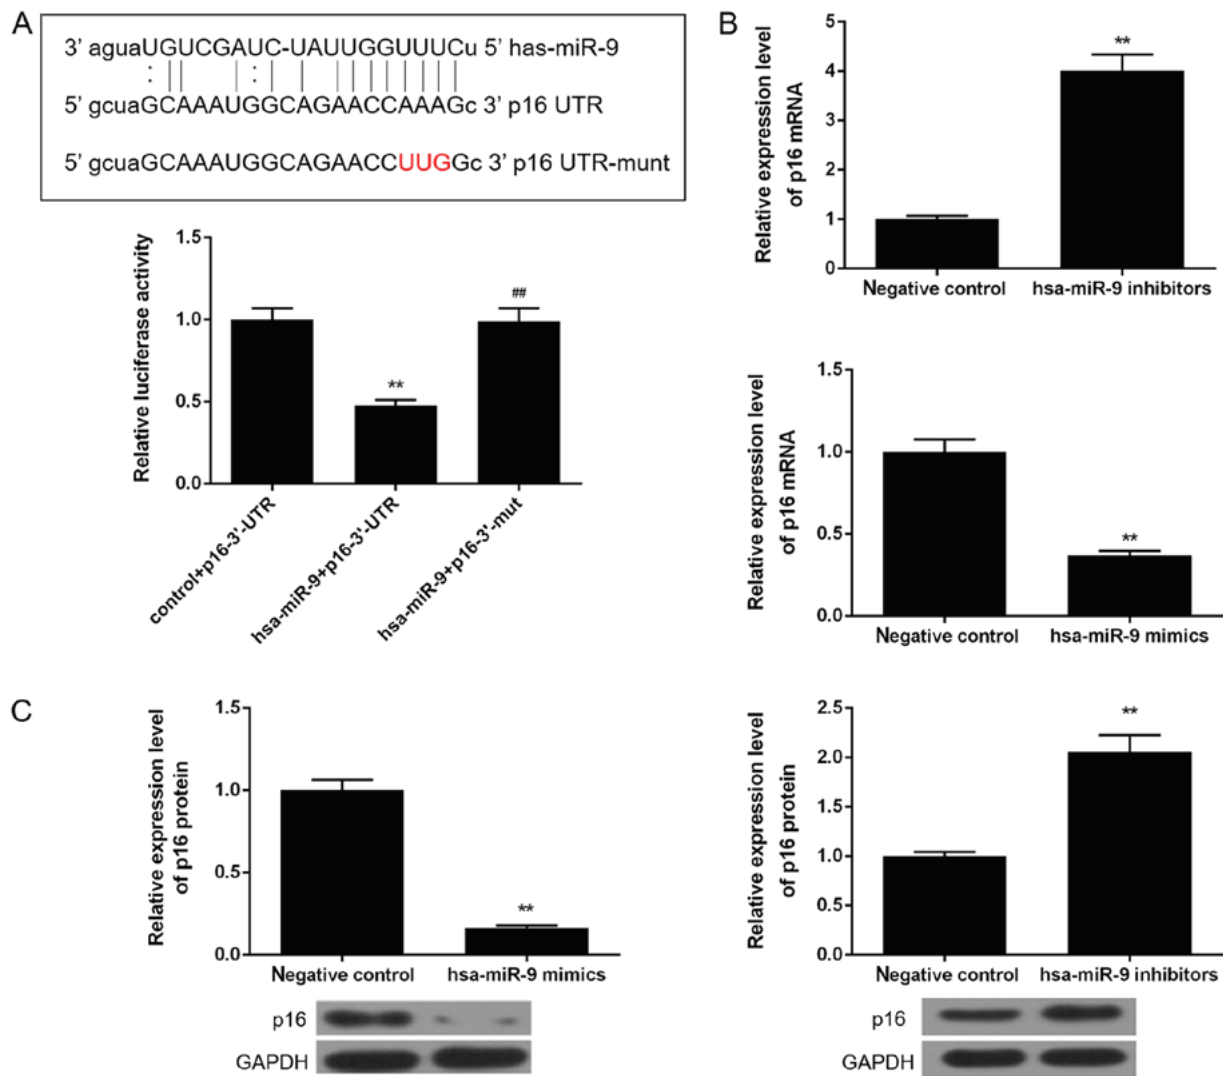 A
3' aguaUGUCGAUC-UAUUGGUUUCu 5' has-miR-9
5' gcuaGCAAAUGGCAGAACCAAAGc 3' p16 UTR
5' gcuaGCAAAUGGCAGAACCUUGGc 3' p16 UTR-munt
Relative luciferase activity
1.5
1.0
0.5
0.0
**
##
control+p16-3'-UTR
hsa-miR-9+p16-3'-UTR
hsa-miR-9+p16-3'-mut
B
Relative expression level
of p16 mRNA
5
4
3
2
1
0
**
Negative control
hsa-miR-9 inhibitors
Relative expression level
of p16 mRNA
1.5
1.0
0.5
0.0
**
Negative control
hsa-miR-9 mimics
C
Relative expression level
of p16 protein
1.5
1.0
0.5
0.0
**
Negative control
hsa-miR-9 mimics
p16
GAPDH
Relative expression level
of p16 protein
2.5
2.0
1.5
1.0
0.5
0.0
**
Negative control
hsa-miR-9 inhibitors
p16
GAPDH